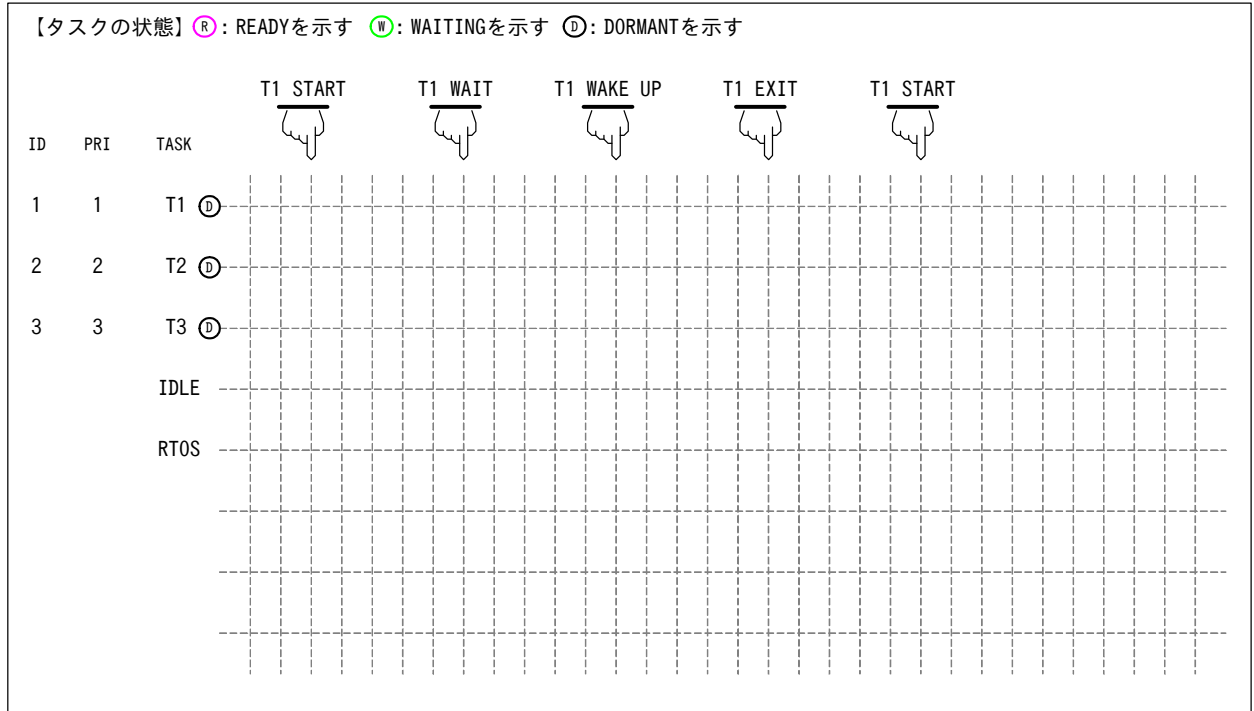 【タスクの状態】Ⓡ：READYを示す Ⓦ：WAITINGを示す Ⓓ：DORMANTを示す
T1 START T1 WAIT T1 WAKE UP T1 EXIT T1 START
ID PRI TASK
1 1 T1 Ⓓ
2 2 T2 Ⓓ
3 3 T3 Ⓓ
IDLE
RTOS